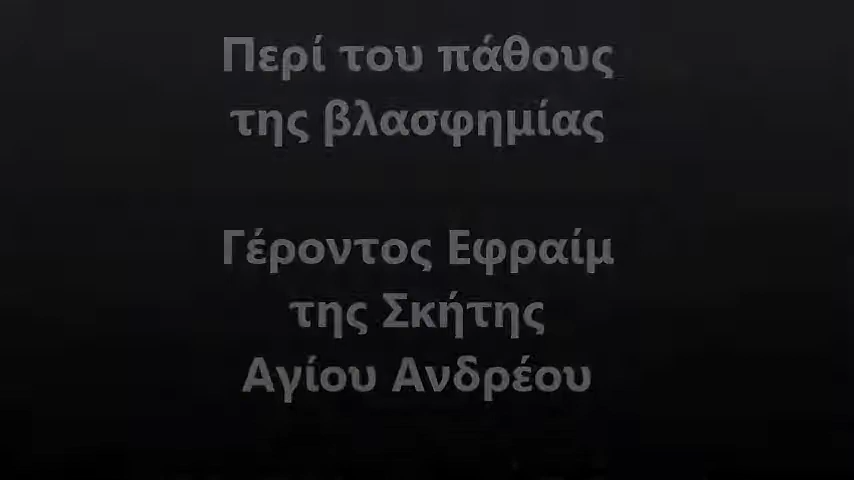 Περί του πάθους
της βλασφημίας
Γέροντος Εφραίμ
της Σκήτης
Αγίου Ανδρέου